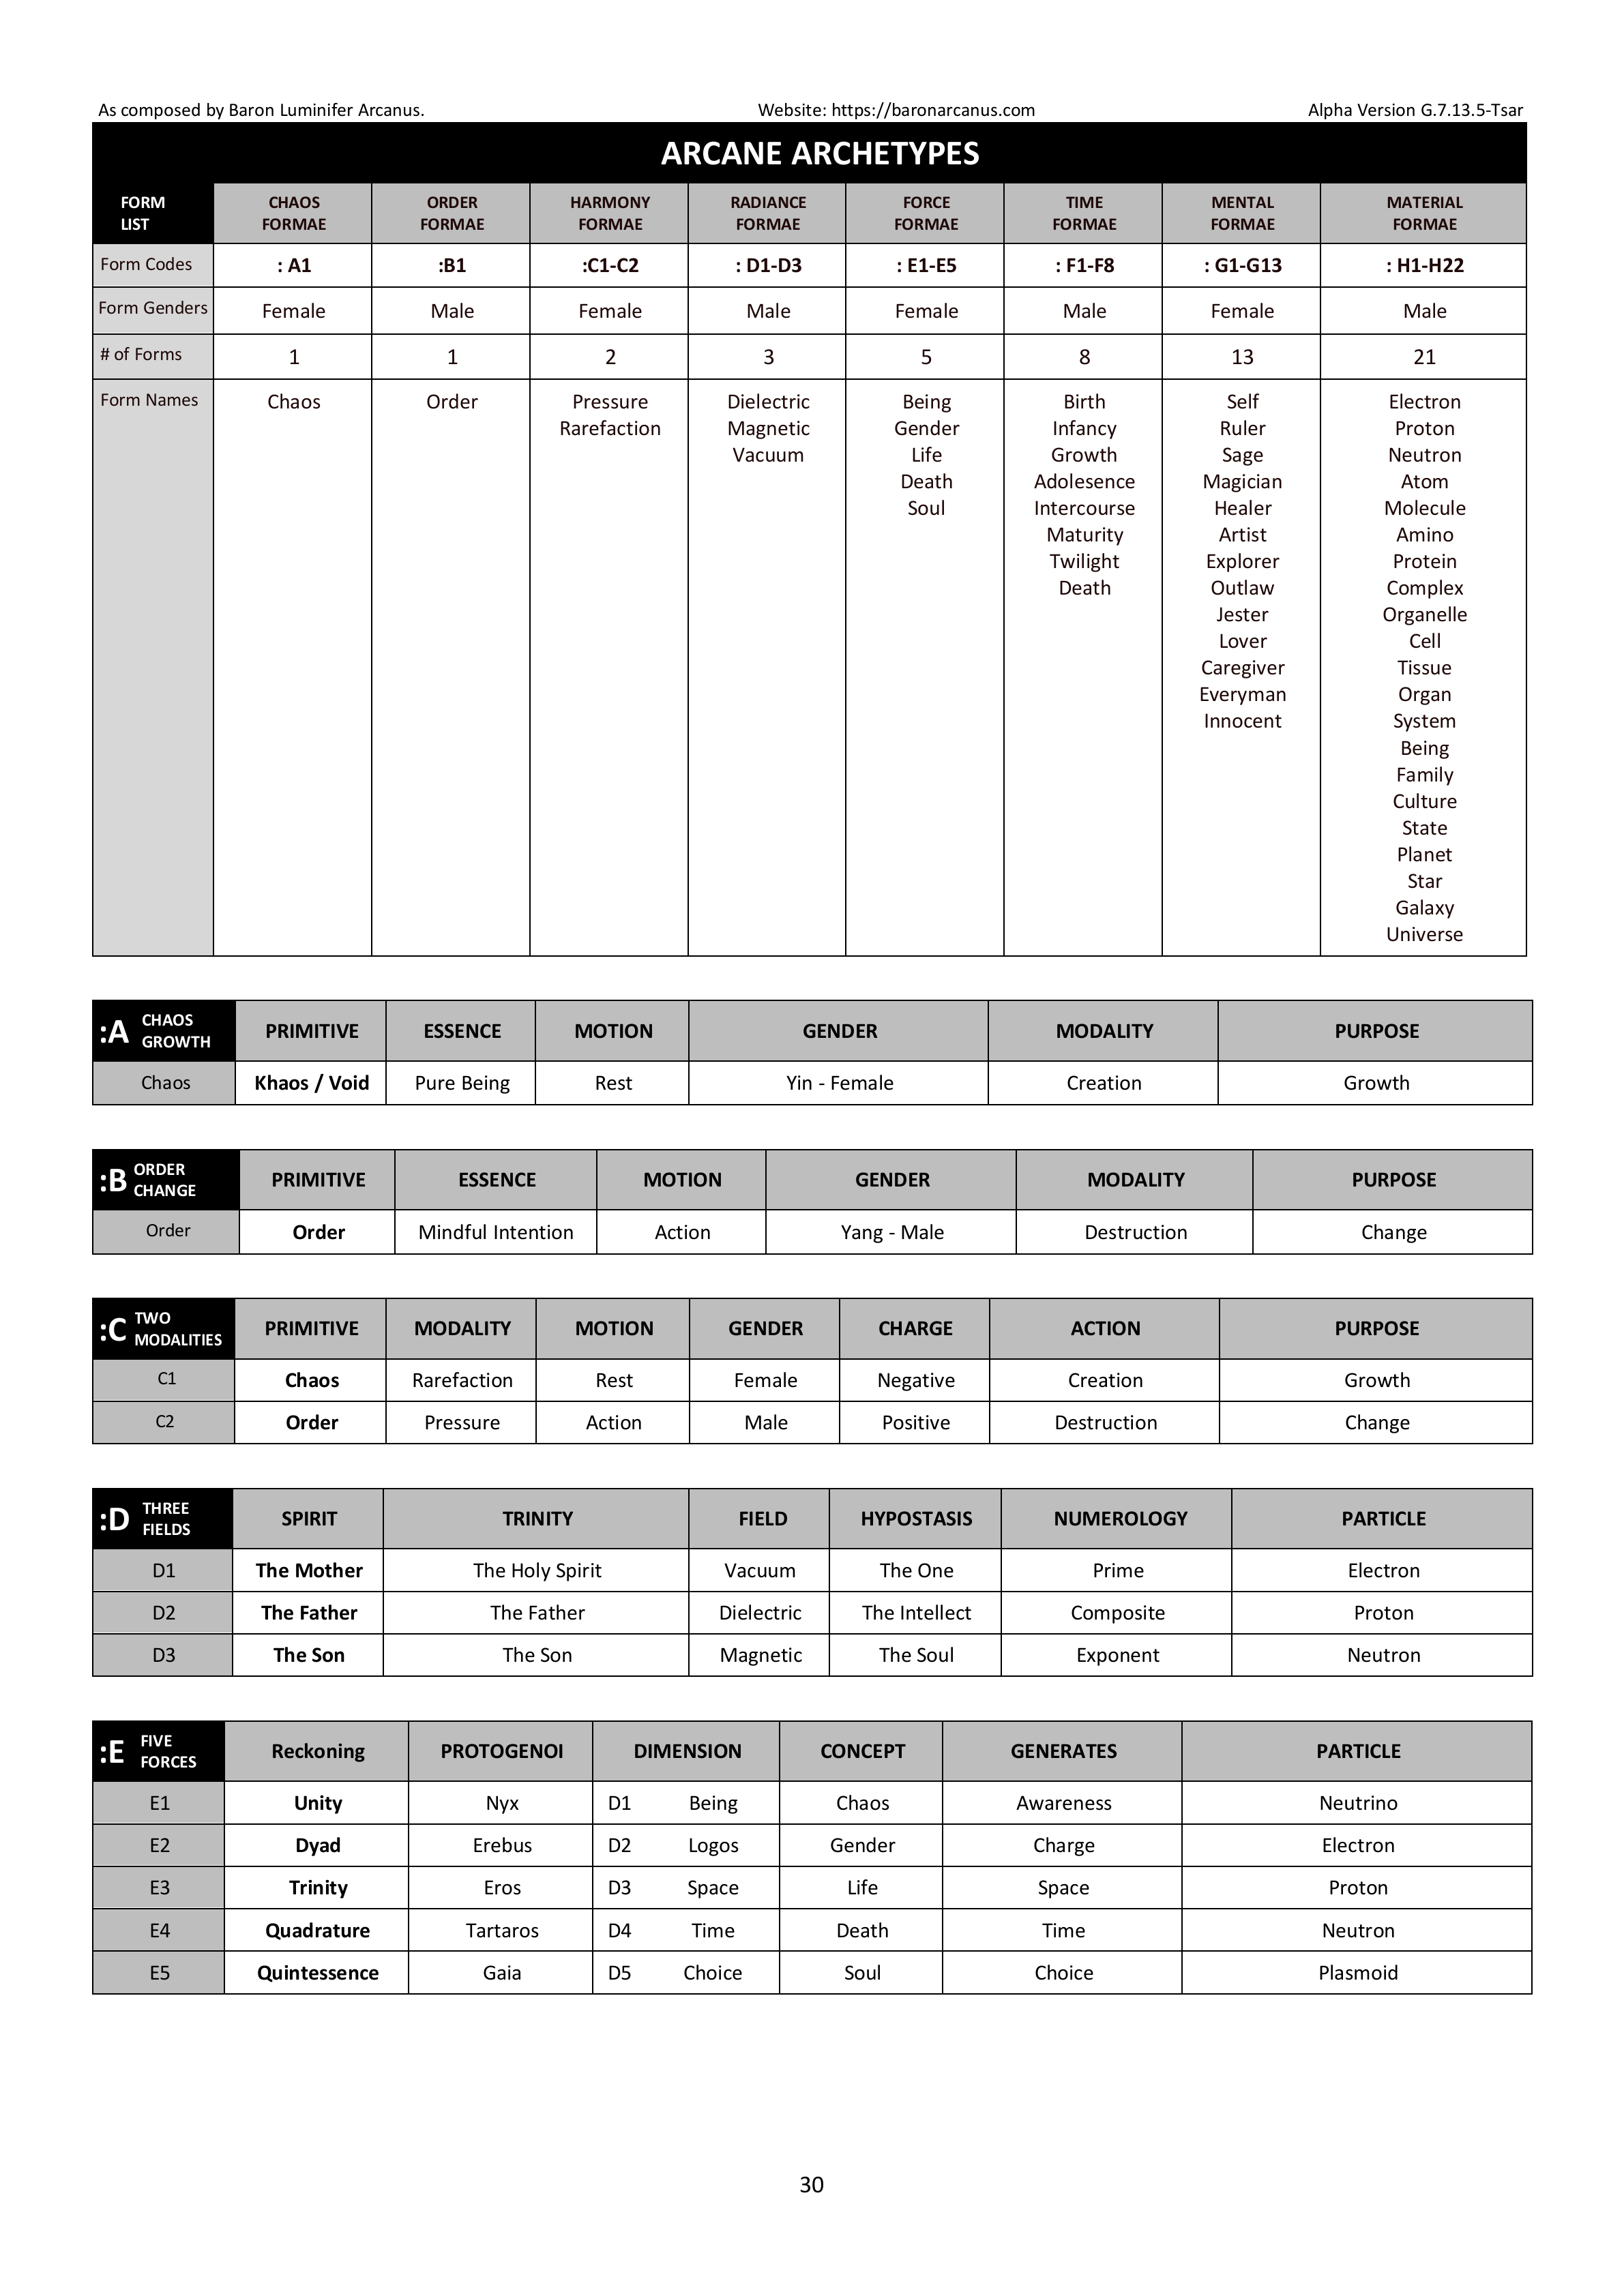 As composed by Baron Luminifer Arcanus. Website: https://baronarcanus.com Alpha Version G.7.13.5-Tsar
ARCANE ARCHETYPES
FORM LIST CHAOS FORMAE ORDER FORMAE HARMONY FORMAE RADIANCE FORMAE FORCE FORMAE TIME FORMAE MENTAL FORMAE MATERIAL FORMAE
Form Codes : A1 :B1 :C1-C2 : D1-D3 : E1-E5 : F1-F8 : G1-G13 : H1-H22
Form Genders Female Male Female Male Female Male Female Male
# of Forms 1 1 2 3 5 8 13 21
Form Names Chaos Order Pressure Dielectric Being Birth Self Electron
Rarefaction Magnetic Gender Infancy Ruler Proton
Vacuum Life Growth Sage Neutron
Death Adolesence Magician Atom
Soul Intercourse Healer Molecule
Maturity Artist Amino
Twilight Explorer Protein
Death Outlaw Complex
Jester Organelle
Lover Cell
Caregiver Tissue
Everyman Organ
Innocent System
Being
Family
Culture
State
Planet
Star
Galaxy
Universe
:A CHAOS GROWTH PRIMITIVE ESSENCE MOTION GENDER MODALITY PURPOSE
Chaos Khaos / Void Pure Being Rest Yin - Female Creation Growth
:B ORDER CHANGE PRIMITIVE ESSENCE MOTION GENDER MODALITY PURPOSE
Order Order Mindful Intention Action Yang - Male Destruction Change
:C TWO MODALITIES PRIMITIVE MODALITY MOTION GENDER CHARGE ACTION PURPOSE
C1 Chaos Rarefaction Rest Female Negative Creation Growth
C2 Order Pressure Action Male Positive Destruction Change
:D THREE FIELDS SPIRIT TRINITY FIELD HYPOSTASIS NUMEROLOGY PARTICLE
D1 The Mother The Holy Spirit Vacuum The One Prime Electron
D2 The Father The Father Dielectric The Intellect Composite Proton
D3 The Son The Son Magnetic The Soul Exponent Neutron
:E FIVE FORCES Reckoning PROTOGENOI DIMENSION CONCEPT GENERATES PARTICLE
E1 Unity Nyx D1 Being Chaos Awareness Neutrino
E2 Dyad Erebus D2 Logos Gender Charge Electron
E3 Trinity Eros D3 Space Life Space Proton
E4 Quadrature Tartaros D4 Time Death Time Neutron
E5 Quintessence Gaia D5 Choice Soul Choice Plasmoid
30